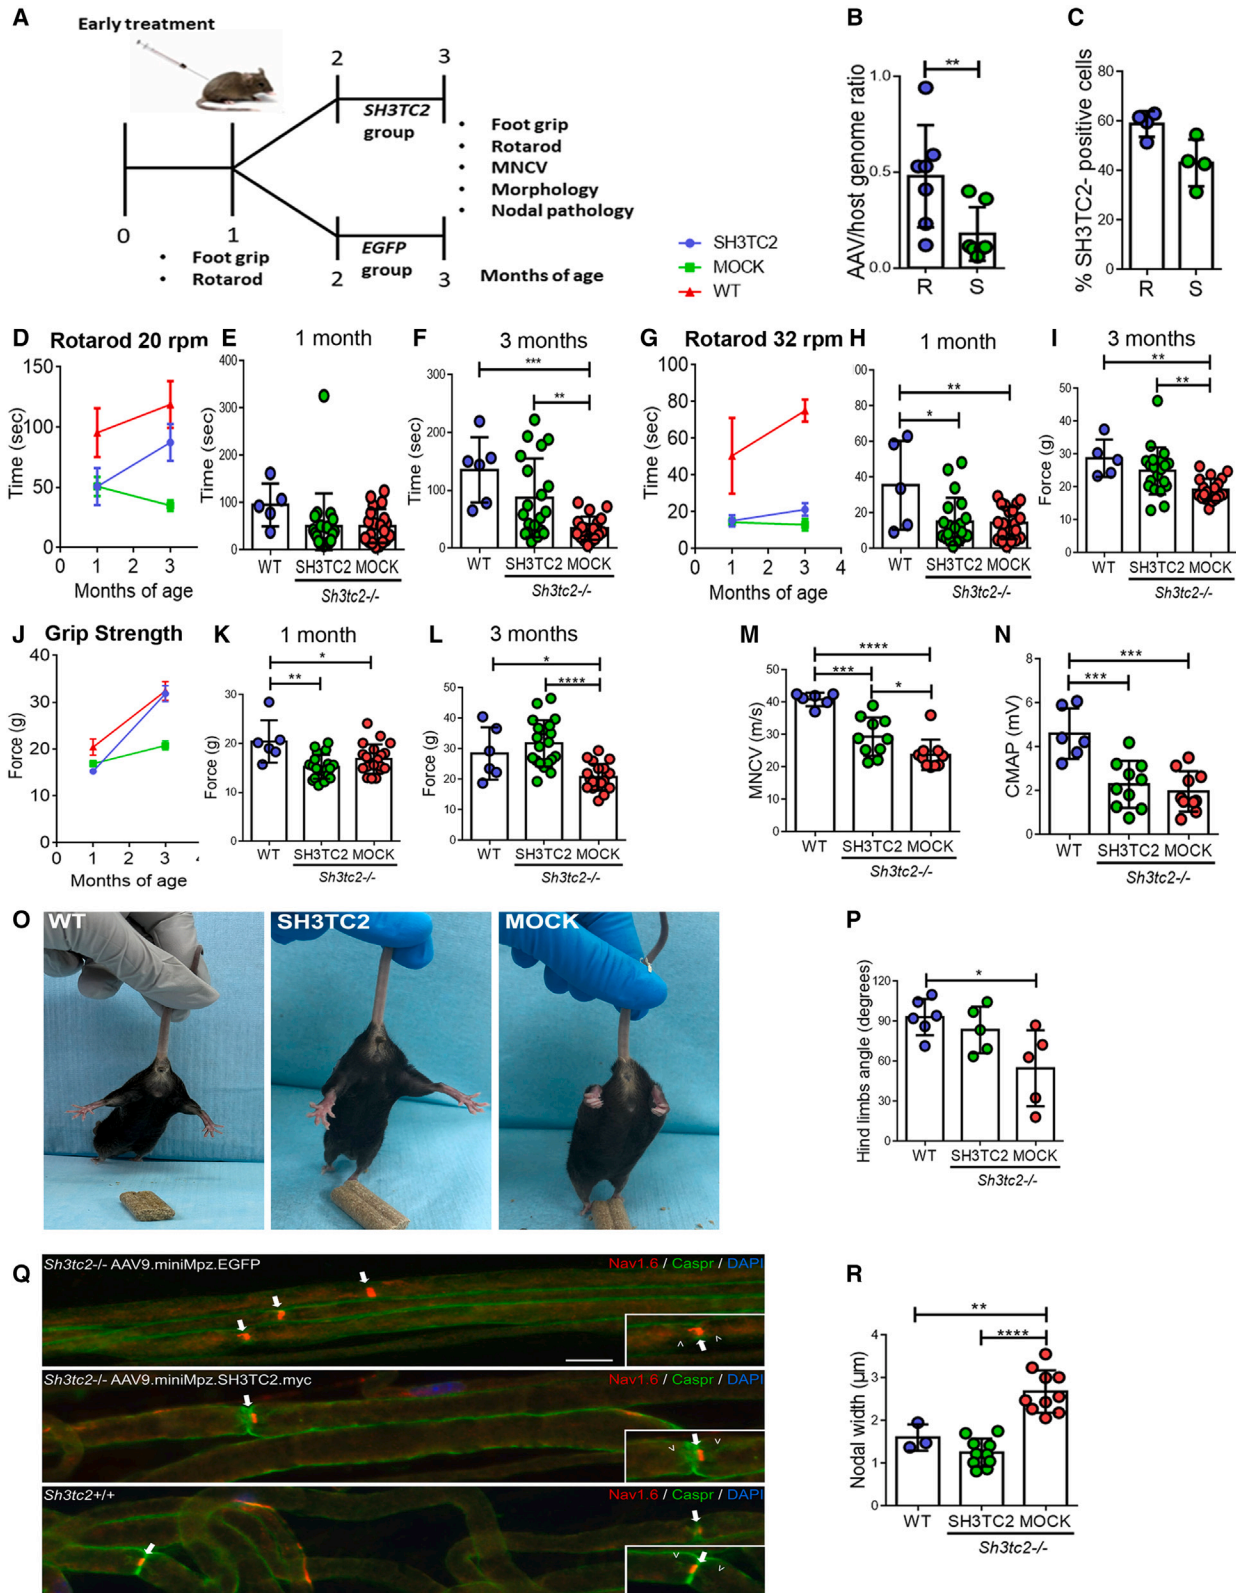 A
Early treatment
2
3
SH3TC2
group
EGFP
group
0
1
2
3
Months of age
• Foot grip
• Rotarod
• Foot grip
• Rotarod
• MNCV
• Morphology
• Nodal pathology
SH3TC2
MOCK
WT
B
**
AAV/host genome ratio
1.0
0.5
0.0
R
S
C
% SH3TC2- positive cells
80
60
40
20
0
R
S
D
Rotarod 20 rpm
Time (sec)
150
100
50
0
0
1
2
3
Months of age
E
1 month
Time (sec)
400
300
200
100
0
WT
SH3TC2 MOCK
Sh3tc2-/-
F
3 months
***
**
Time (sec)
300
200
100
0
WT
SH3TC2 MOCK
Sh3tc2-/-
G
Rotarod 32 rpm
Time (sec)
100
80
60
40
20
0
0
1
2
3
4
Months of age
H
1 month
**
*
00
80
60
40
20
0
WT
SH3TC2 MOCK
Sh3tc2-/-
I
3 months
**
**
Force (g)
50
40
30
20
10
0
WT
SH3TC2 MOCK
Sh3tc2-/-
J
Grip Strength
Force (g)
40
30
20
10
0
0
1
2
3
Months of age
K
1 month
*
**
Force (g)
30
20
10
0
WT
SH3TC2 MOCK
Sh3tc2-/-
L
3 months
*
****
Force (g)
50
40
30
20
10
0
WT
SH3TC2 MOCK
Sh3tc2-/-
M
****
***
*
MNCV (m/s)
50
40
30
20
10
0
WT
SH3TC2 MOCK
Sh3tc2-/-
N
***
***
CMAP (mV)
8
6
4
2
0
WT
SH3TC2 MOCK
Sh3tc2-/-
O
WT
SH3TC2
MOCK
P
*
Hind limbs angle (degrees)
120
90
60
30
0
WT
SH3TC2 MOCK
Sh3tc2-/-
Q
Sh3tc2-/- AAV9.miniMpz.EGFP
Nav1.6 / Caspr / DAPI
Sh3tc2-/- AAV9.miniMpz.SH3TC2.myc
Nav1.6 / Caspr / DAPI
Sh3tc2+/+
Nav1.6 / Caspr / DAPI
R
**
****
Nodal width (µm)
4
3
2
1
0
WT
SH3TC2 MOCK
Sh3tc2-/-